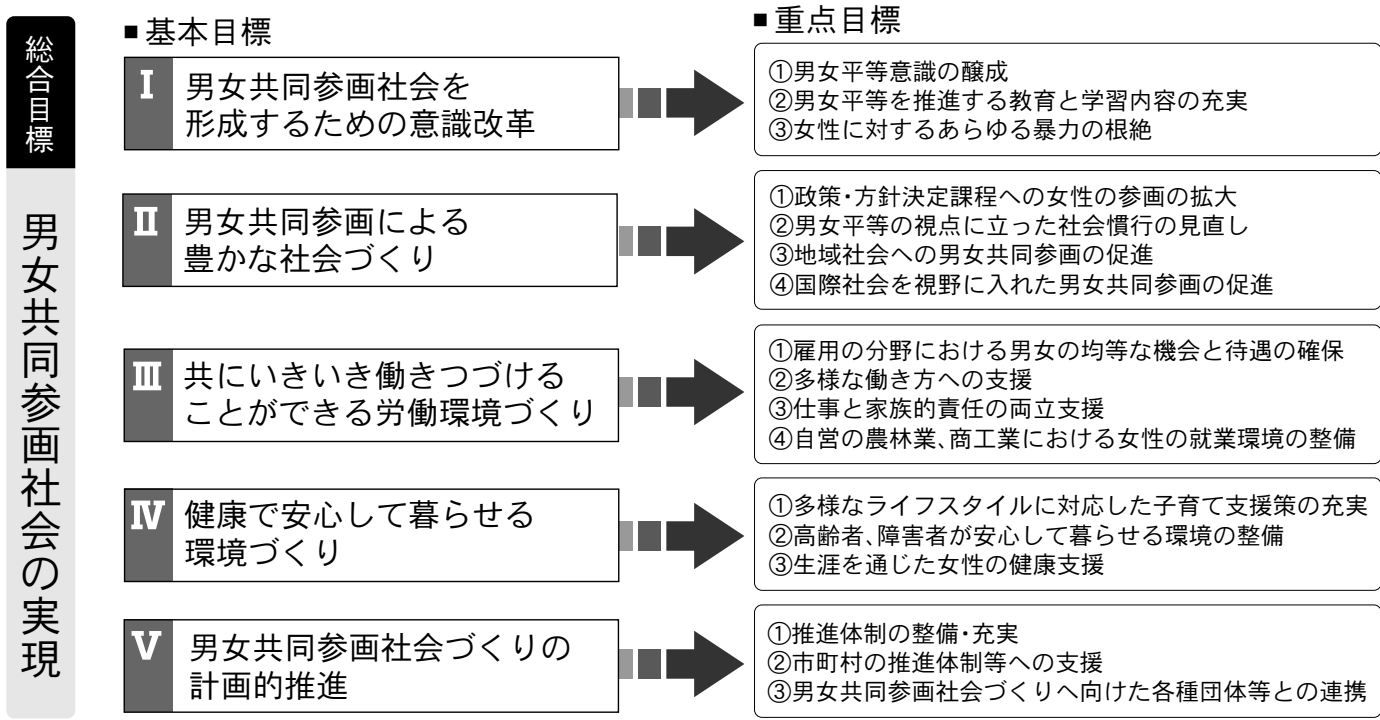 総合目標
男女共同参画社会の実現
■基本目標
■重点目標
Ⅰ
男女共同参画社会を
形成するための意識改革
①男女平等意識の醸成
②男女平等を推進する教育と学習内容の充実
③女性に対するあらゆる暴力の根絶
Ⅱ
男女共同参画による
豊かな社会づくり
①政策･方針決定課程への女性の参画の拡大
②男女平等の視点に立った社会慣行の見直し
③地域社会への男女共同参画の促進
④国際社会を視野に入れた男女共同参画の促進
Ⅲ
共にいきいき働きつづける
ことができる労働環境づくり
①雇用の分野における男女の均等な機会と待遇の確保
②多様な働き方への支援
③仕事と家族的責任の両立支援
④自営の農林業､商工業における女性の就業環境の整備
Ⅳ
健康で安心して暮らせる
環境づくり
①多様なライフスタイルに対応した子育て支援策の充実
②高齢者､障害者が安心して暮らせる環境の整備
③生涯を通じた女性の健康支援
Ⅴ
男女共同参画社会づくりの
計画的推進
①推進体制の整備･充実
②市町村の推進体制等への支援
③男女共同参画社会づくりへ向けた各種団体等との連携